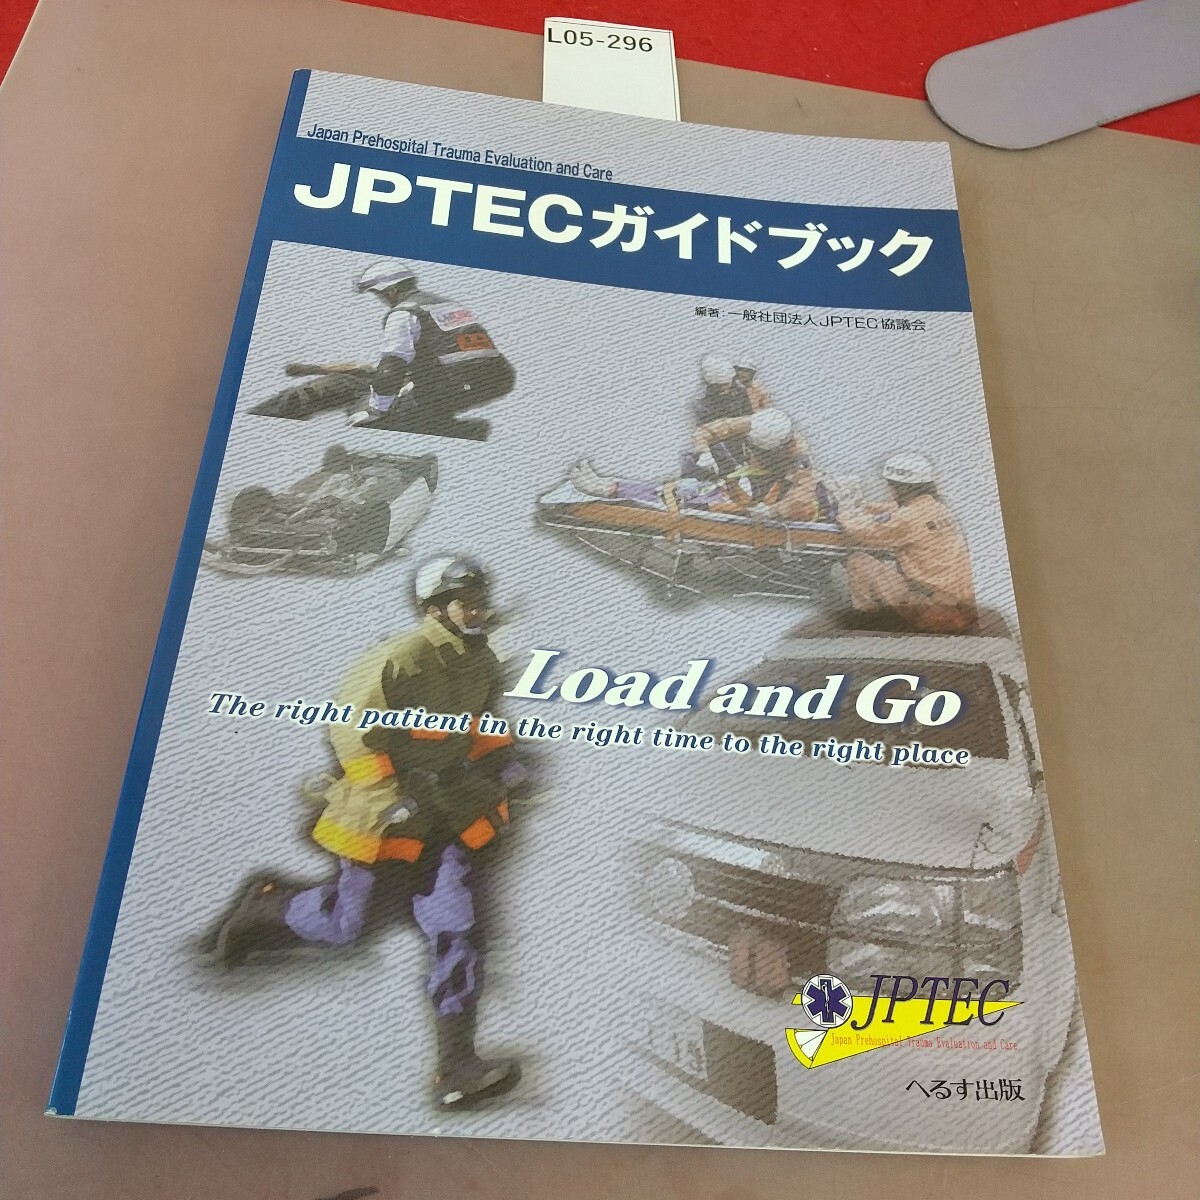 L05-296
Japan Prehospital Trauma Evaluation and Care
JPTECガイドブック
編著：一般社団法人JPTEC協議会
Load and Go
The right patient in the right time to the right place
JPTEC
Japan Prehospital Trauma Evaluation and Care
へるす出版